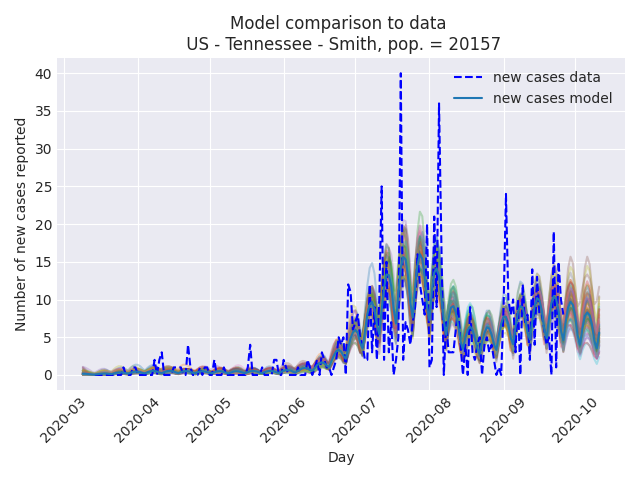 Model comparison to data
US - Tennessee - Smith, pop. = 20157
new cases data
new cases model
Number of new cases reported
40
35
30
25
20
15
10
5
0
2020-03
2020-04
2020-05
2020-06
2020-07
2020-08
2020-09
2020-10
Day